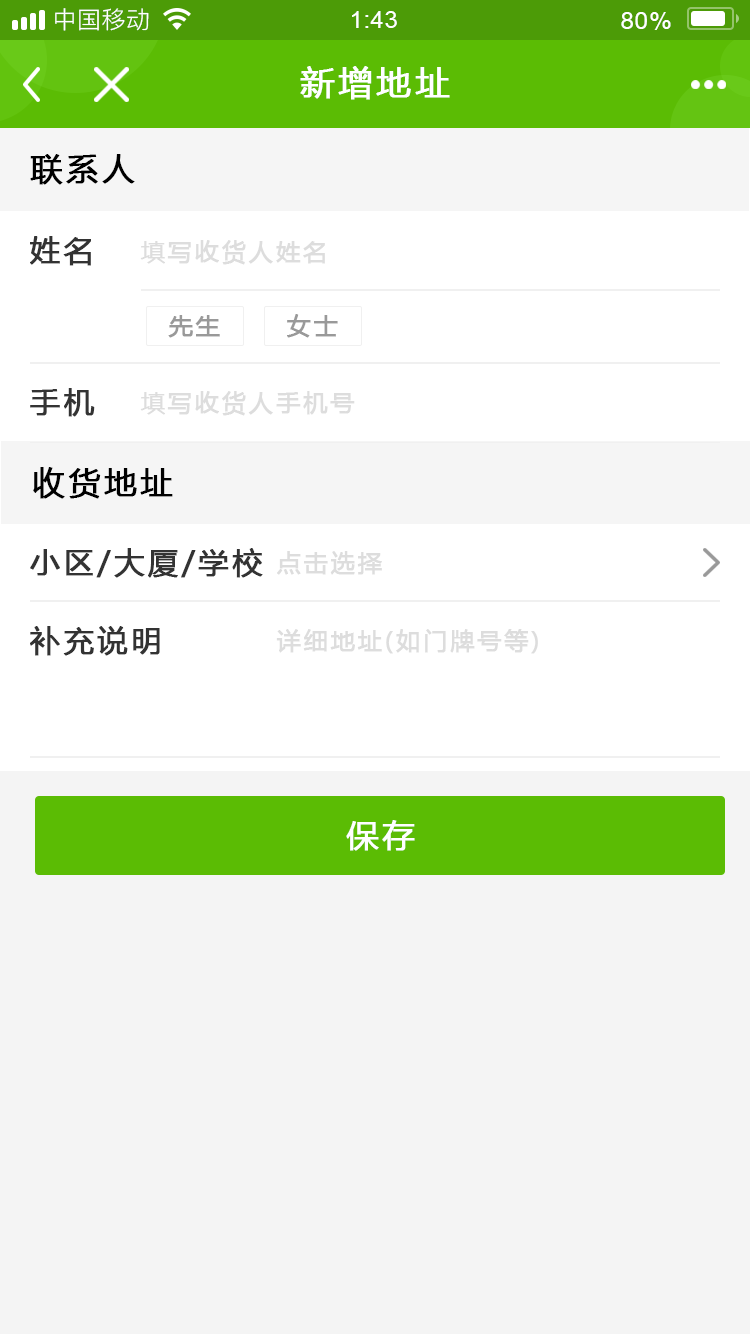 中国移动 1:43 80%
新增地址
联系人
姓名 填写收货人姓名
先生 女士
手机 填写收货人手机号
收货地址
小区/大厦/学校 点击选择
补充说明 详细地址(如门牌号等)
保存